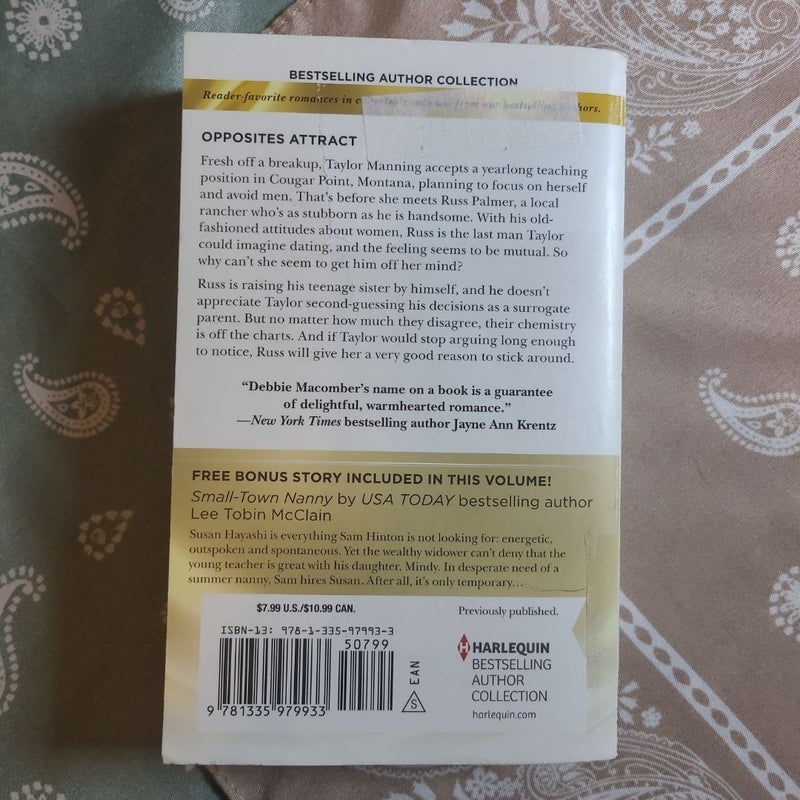 BESTSELLING AUTHOR COLLECTION
Reader-favorite romances in collectible volumes from our bestselling authors.
OPPOSITES ATTRACT
Fresh off a breakup, Taylor Manning accepts a yearlong teaching
position in Cougar Point, Montana, planning to focus on herself
and avoid men. That's before she meets Russ Palmer, a local
rancher who's as stubborn as he is handsome. With his old-
fashioned attitudes about women, Russ is the last man Taylor
could imagine dating, and the feeling seems to be mutual. So
why can't she seem to get him off her mind?
Russ is raising his teenage sister by himself, and he doesn't
appreciate Taylor second-guessing his decisions as a surrogate
parent. But no matter how much they disagree, their chemistry
is off the charts. And if Taylor would stop arguing long enough
to notice, Russ will give her a very good reason to stick around.
"Debbie Macomber's name on a book is a guarantee
of delightful, warmhearted romance."
—New York Times bestselling author Jayne Ann Krentz
FREE BONUS STORY INCLUDED IN THIS VOLUME!
Small-Town Nanny by USA TODAY bestselling author
Lee Tobin McClain
Susan Hayashi is everything Sam Hinton is not looking for: energetic,
outspoken and spontaneous. Yet the wealthy widower can't deny that the
young teacher is great with his daughter, Mindy. In desperate need of a
summer nanny, Sam hires Susan. After all, it's only temporary…
$7.99 U.S./$10.99 CAN.
ISBN-13: 978-1-335-97993-3
50799
9 781335 979933
EAN
S
Previously published.
H HARLEQUIN
BESTSELLING
AUTHOR
COLLECTION
harlequin.com